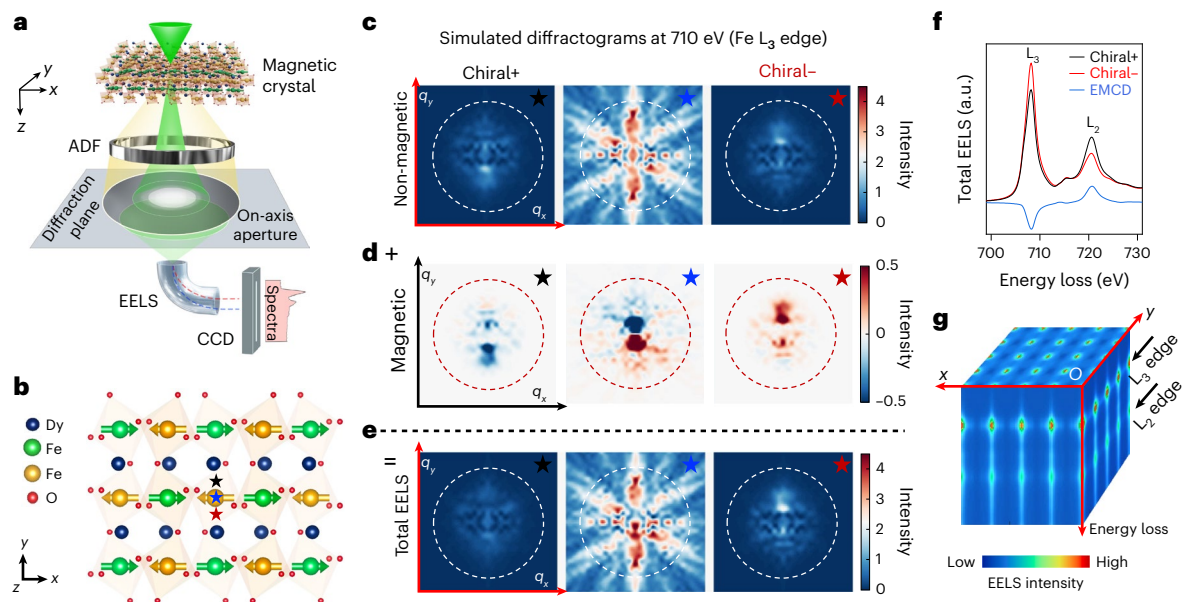 a
Magnetic
crystal
y
x
z
ADF
Diffraction
plane
On-axis
aperture
EELS
CCD
Spectra
b
Dy
Fe
Fe
O
y
z
x
c
Simulated diffractograms at 710 eV (Fe L3 edge)
Chiral+
Chiral–
Non-magnetic
qy
qx
4
3
2
1
0
Intensity
d
+
Magnetic
qy
qx
0.5
0
–0.5
Intensity
e
=
Total EELS
qy
qx
4
3
2
1
0
Intensity
f
L3
L2
Chiral+
Chiral–
EMCD
Total EELS (a.u.)
700
710
720
730
Energy loss (eV)
g
y
x
O
L3 edge
L2 edge
Energy loss
Low
High
EELS intensity